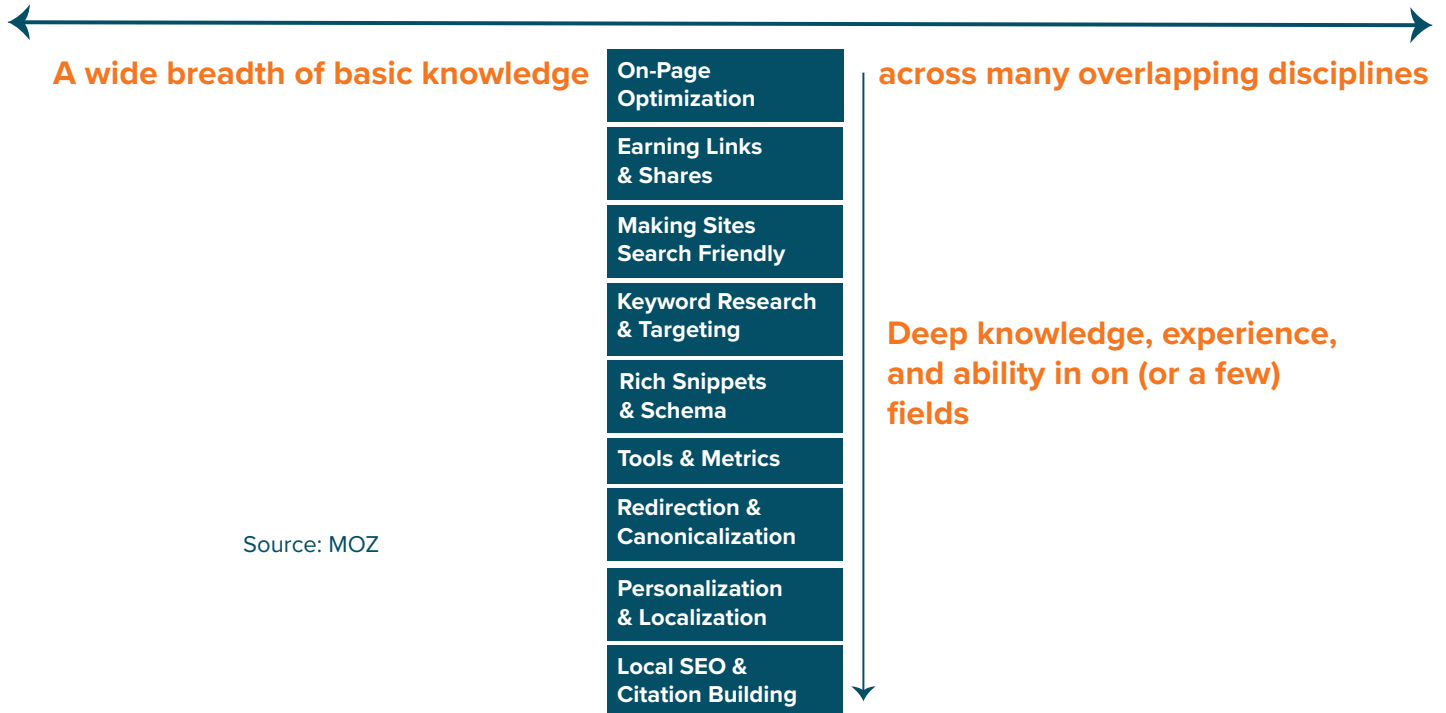 A wide breadth of basic knowledge
across many overlapping disciplines
On-Page
Optimization
Earning Links
& Shares
Making Sites
Search Friendly
Keyword Research
& Targeting
Rich Snippets
& Schema
Tools & Metrics
Redirection &
Canonicalization
Personalization
& Localization
Local SEO &
Citation Building
Deep knowledge, experience,
and ability in on (or a few)
fields
Source: MOZ